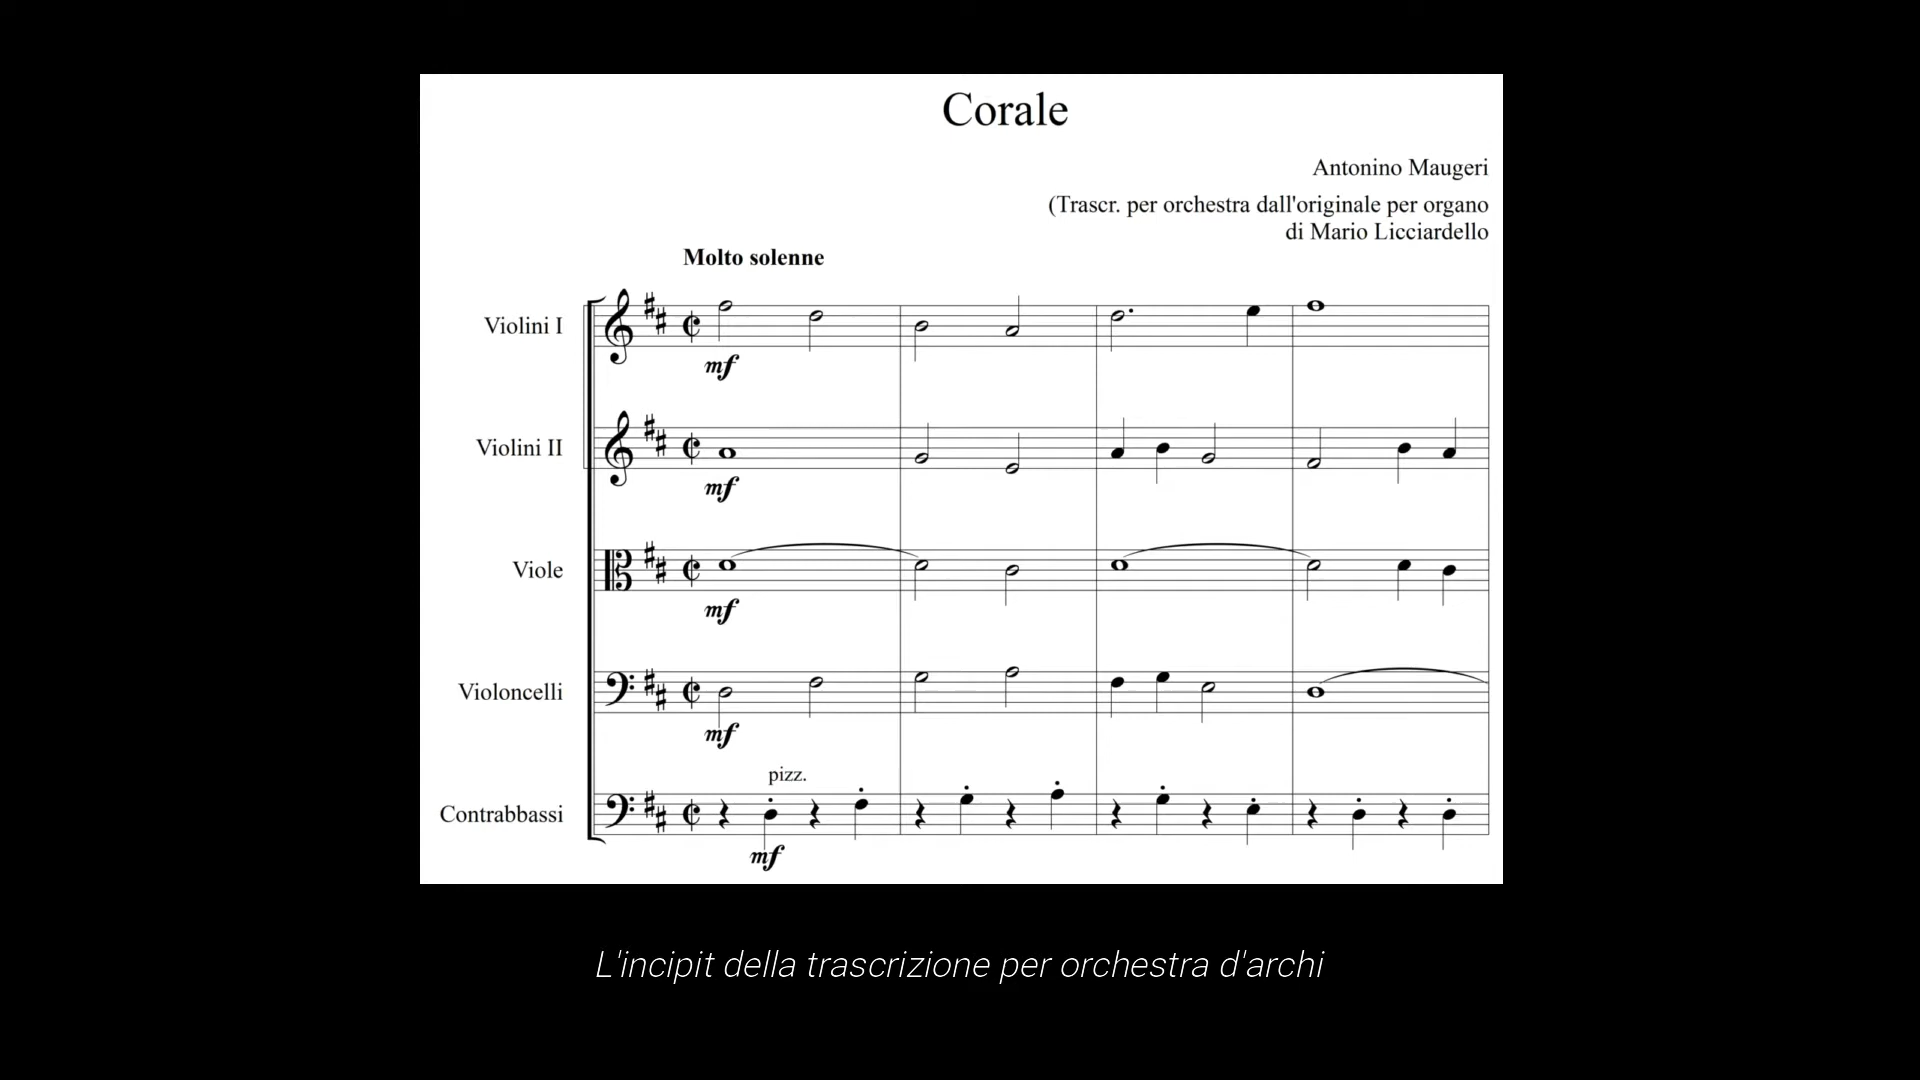 Corale
Antonino Maugeri
(Trascr. per orchestra dall'originale per organo
di Mario Licciardello
Molto solenne
Violini I
mf
Violini II
mf
Viole
mf
Violoncelli
mf
pizz.
Contrabbassi
mf
L'incipit della trascrizione per orchestra d'archi